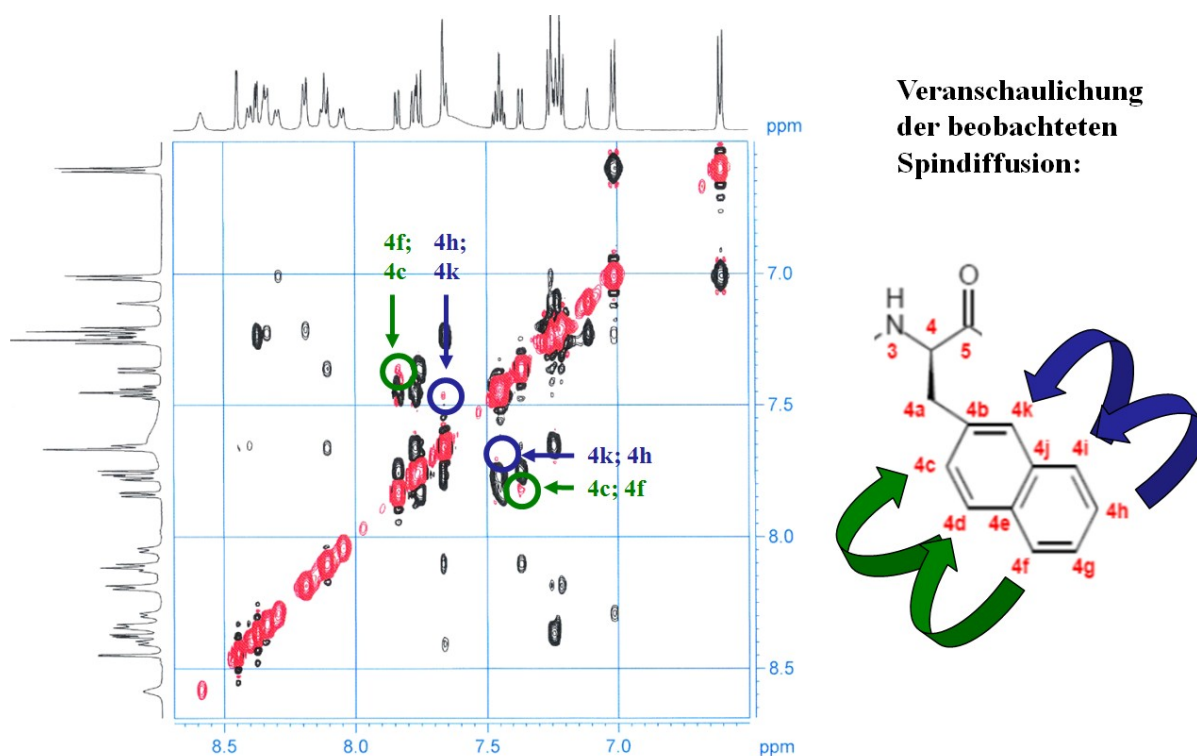 Veranschaulichung
der beobachteten
Spindiffusion:
ppm
4f; 4h;
4c 4k
7.0
7.5
4k; 4h
4c; 4f
8.0
8.5
8.5 8.0 7.5 7.0 ppm
H O
N 4
3 5
4a 4b 4k
4j 4i
4c
4h
4d 4e
4f 4g